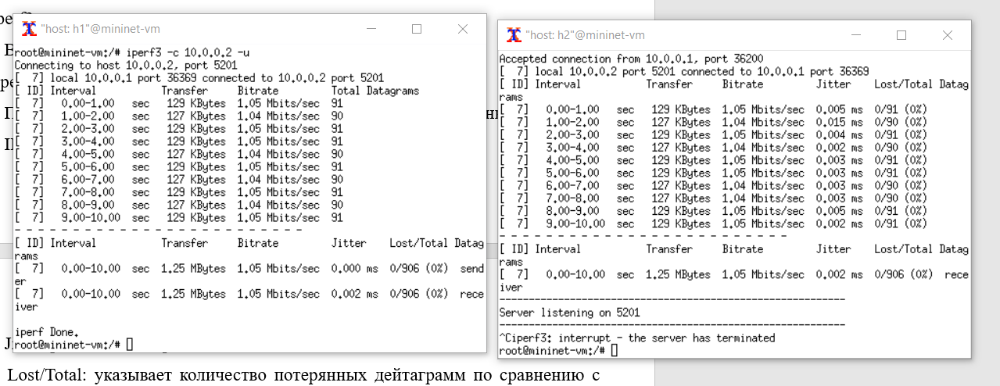 "host: h1"@mininet-vm
root@mininet-vm:/# iperf3 -c 10.0.0.2 -u
Connecting to host 10.0.0.2, port 5201
[  7] local 10.0.0.1 port 36369 connected to 10.0.0.2 port 5201
[ ID] Interval           Transfer     Bitrate         Total Datagrams
[  7]   0.00-1.00   sec   129 KBytes  1.05 Mbits/sec  91
[  7]   1.00-2.00   sec   127 KBytes  1.04 Mbits/sec  90
[  7]   2.00-3.00   sec   129 KBytes  1.05 Mbits/sec  91
[  7]   3.00-4.00   sec   129 KBytes  1.05 Mbits/sec  91
[  7]   4.00-5.00   sec   127 KBytes  1.04 Mbits/sec  90
[  7]   5.00-6.00   sec   129 KBytes  1.05 Mbits/sec  91
[  7]   6.00-7.00   sec   127 KBytes  1.04 Mbits/sec  90
[  7]   7.00-8.00   sec   129 KBytes  1.05 Mbits/sec  91
[  7]   8.00-9.00   sec   127 KBytes  1.04 Mbits/sec  90
[  7]   9.00-10.00  sec   129 KBytes  1.05 Mbits/sec  91
- - - - - - - - - - - - - - - - - - - - - - - - -
[ ID] Interval           Transfer     Bitrate         Jitter    Lost/Total Datag
rams
[  7]   0.00-10.00  sec  1.25 MBytes  1.05 Mbits/sec  0.000 ms  0/906 (0%)  send
er
[  7]   0.00-10.00  sec  1.25 MBytes  1.05 Mbits/sec  0.002 ms  0/906 (0%)  rece
iver
iperf Done.
root@mininet-vm:/#
"host: h2"@mininet-vm
Accepted connection from 10.0.0.1, port 36200
[  7] local 10.0.0.2 port 5201 connected to 10.0.0.1 port 36369
[ ID] Interval           Transfer     Bitrate         Jitter    Lost/Total Datag
rams
[  7]   0.00-1.00   sec   129 KBytes  1.05 Mbits/sec  0.005 ms  0/91 (0%)
[  7]   1.00-2.00   sec   127 KBytes  1.04 Mbits/sec  0.015 ms  0/90 (0%)
[  7]   2.00-3.00   sec   129 KBytes  1.05 Mbits/sec  0.004 ms  0/91 (0%)
[  7]   3.00-4.00   sec   127 KBytes  1.04 Mbits/sec  0.002 ms  0/90 (0%)
[  7]   4.00-5.00   sec   129 KBytes  1.05 Mbits/sec  0.003 ms  0/91 (0%)
[  7]   5.00-6.00   sec   129 KBytes  1.05 Mbits/sec  0.003 ms  0/91 (0%)
[  7]   6.00-7.00   sec   127 KBytes  1.04 Mbits/sec  0.003 ms  0/90 (0%)
[  7]   7.00-8.00   sec   127 KBytes  1.04 Mbits/sec  0.003 ms  0/90 (0%)
[  7]   8.00-9.00   sec   129 KBytes  1.05 Mbits/sec  0.005 ms  0/91 (0%)
[  7]   9.00-10.00  sec   129 KBytes  1.05 Mbits/sec  0.002 ms  0/91 (0%)
- - - - - - - - - - - - - - - - - - - - - - - - -
[ ID] Interval           Transfer     Bitrate         Jitter    Lost/Total Datag
rams
[  7]   0.00-10.00  sec  1.25 MBytes  1.05 Mbits/sec  0.002 ms  0/906 (0%)  rece
iver
-----------------------------------------------------------
Server listening on 5201
-----------------------------------------------------------
^Ciperf3: interrupt - the server has terminated
root@mininet-vm:/#
Lost/Total: указывает количество потерянных дейтаграмм по сравнению с